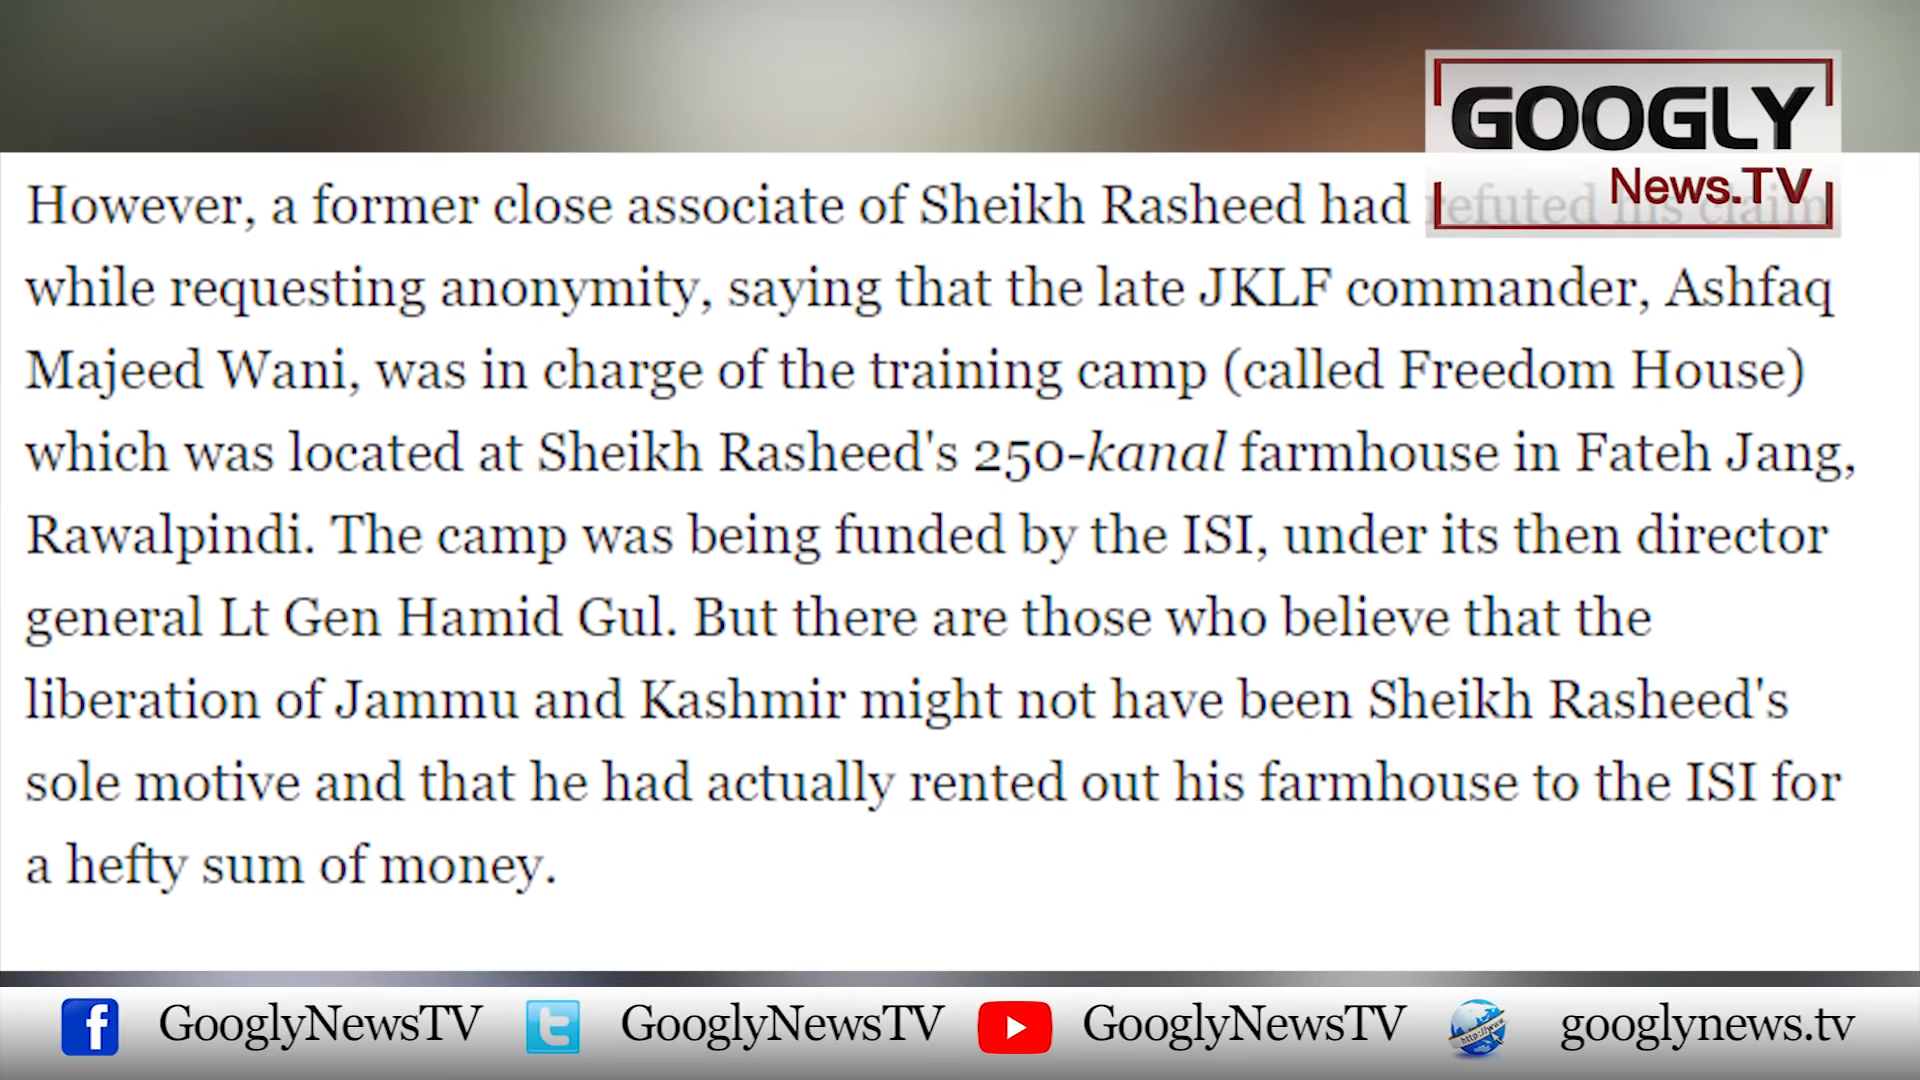 GOOGLY
News.TV
However, a former close associate of Sheikh Rasheed had refuted his claim
while requesting anonymity, saying that the late JKLF commander, Ashfaq
Majeed Wani, was in charge of the training camp (called Freedom House)
which was located at Sheikh Rasheed's 250-kanal farmhouse in Fateh Jang,
Rawalpindi. The camp was being funded by the ISI, under its then director
general Lt Gen Hamid Gul. But there are those who believe that the
liberation of Jammu and Kashmir might not have been Sheikh Rasheed's
sole motive and that he had actually rented out his farmhouse to the ISI for
a hefty sum of money.
GooglyNewsTV GooglyNewsTV GooglyNewsTV http://www googlynews.tv